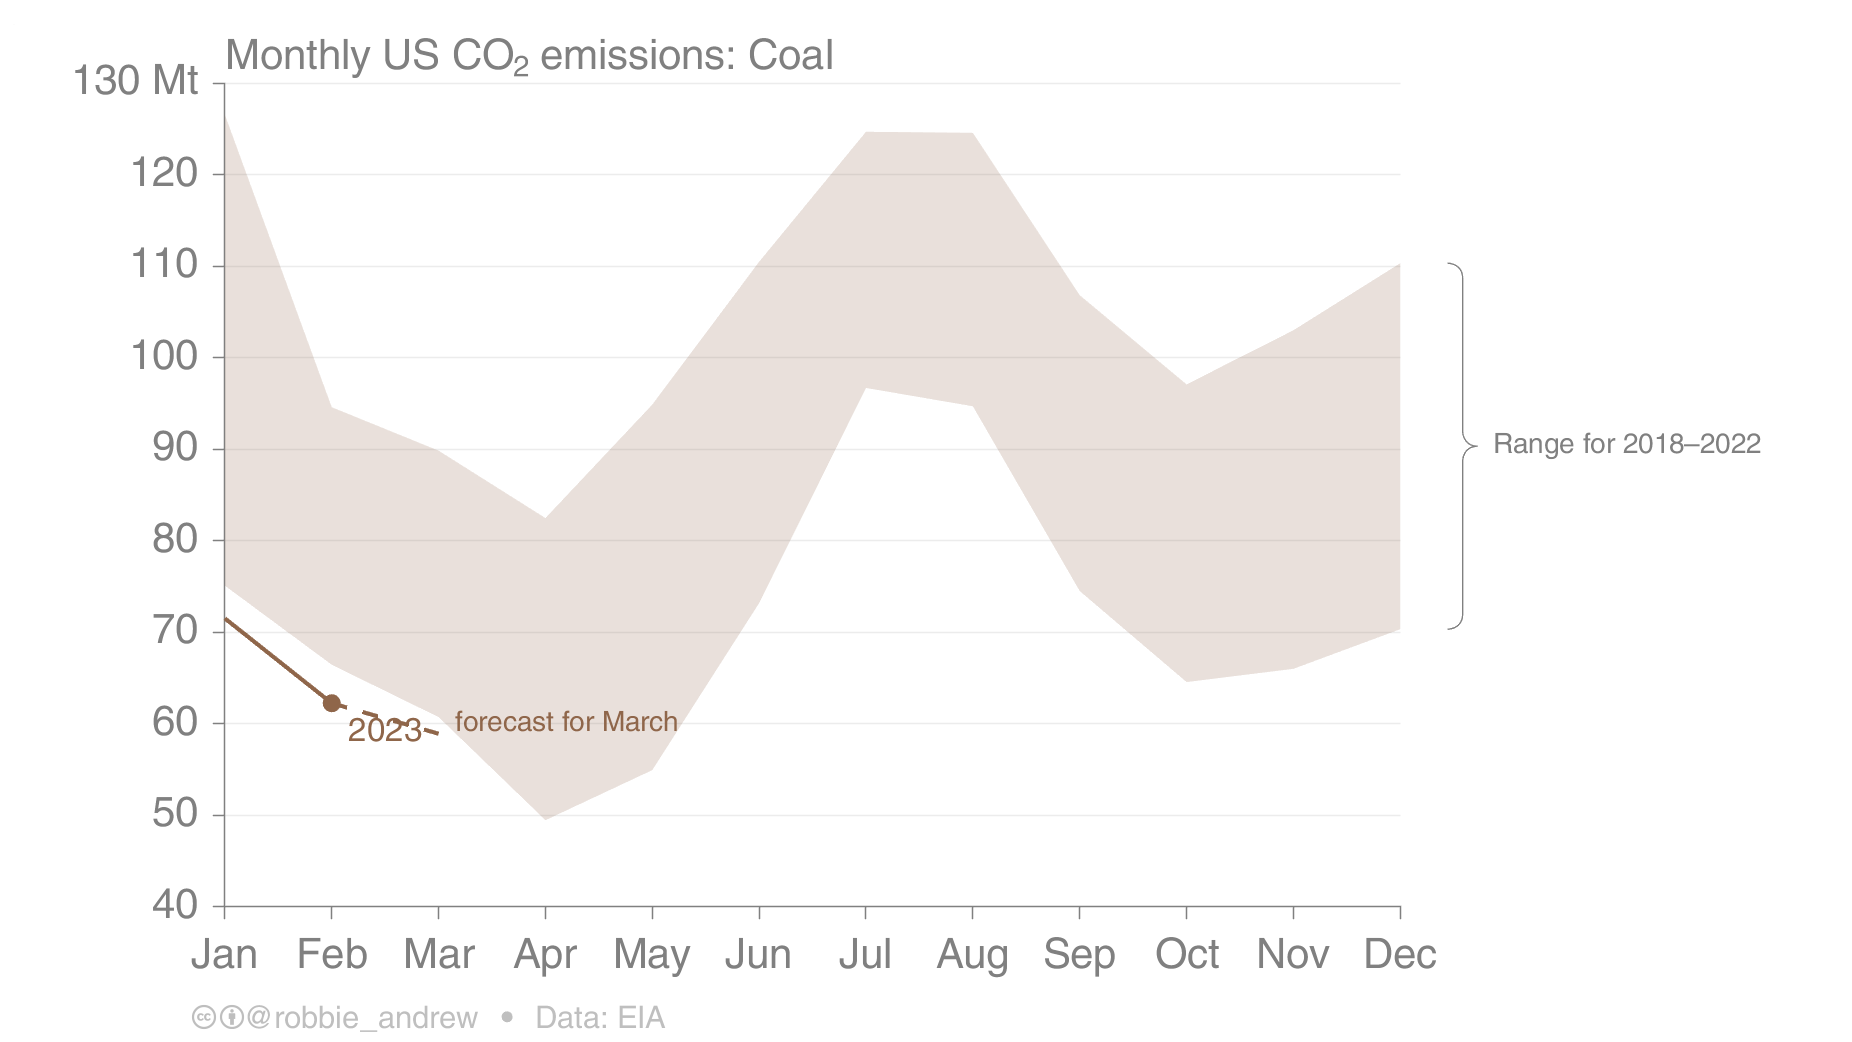 Monthly US CO₂ emissions: Coal
130 Mt
120
110
100
90
80
70
60
50
40
Range for 2018–2022
2023
forecast for March
Jan Feb Mar Apr May Jun Jul Aug Sep Oct Nov Dec
cc @robbie_andrew • Data: EIA